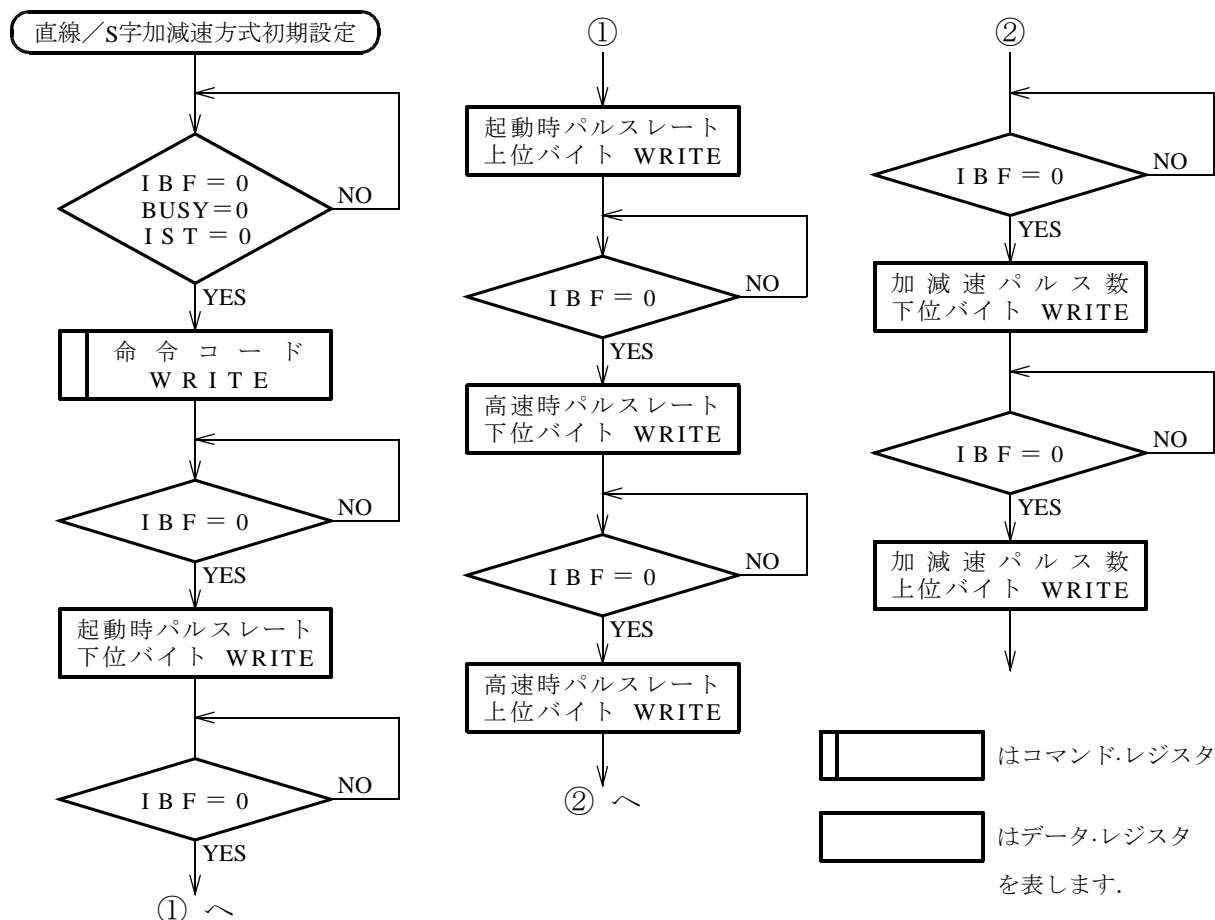 直線／S字加減速方式初期設定
IBF＝0
BUSY＝0
IST＝0
NO
YES
命令コード
WRITE
IBF＝0
NO
YES
起動時パルスレート
下位バイト WRITE
IBF＝0
NO
YES
① へ
①
起動時パルスレート
上位バイト WRITE
IBF＝0
NO
YES
高速時パルスレート
下位バイト WRITE
IBF＝0
NO
YES
高速時パルスレート
上位バイト WRITE
② へ
②
IBF＝0
NO
YES
加減速パルス数
下位バイト WRITE
IBF＝0
NO
YES
加減速パルス数
上位バイト WRITE
はコマンド·レジスタ
はデータ·レジスタ
を表します.